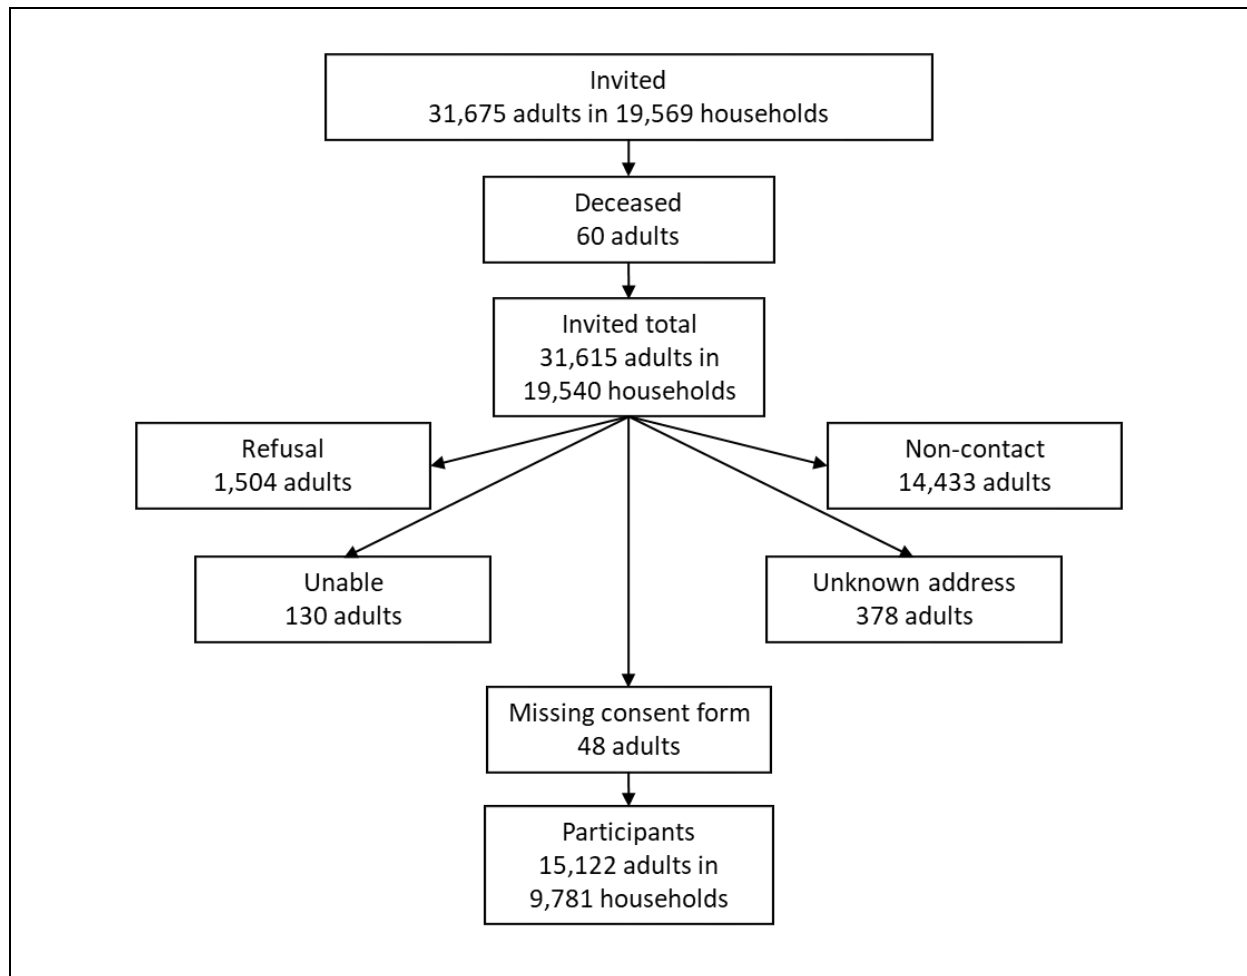 Invited
31,675 adults in 19,569 households
Deceased
60 adults
Invited total
31,615 adults in
19,540 households
Refusal
1,504 adults
Non-contact
14,433 adults
Unable
130 adults
Unknown address
378 adults
Missing consent form
48 adults
Participants
15,122 adults in
9,781 households